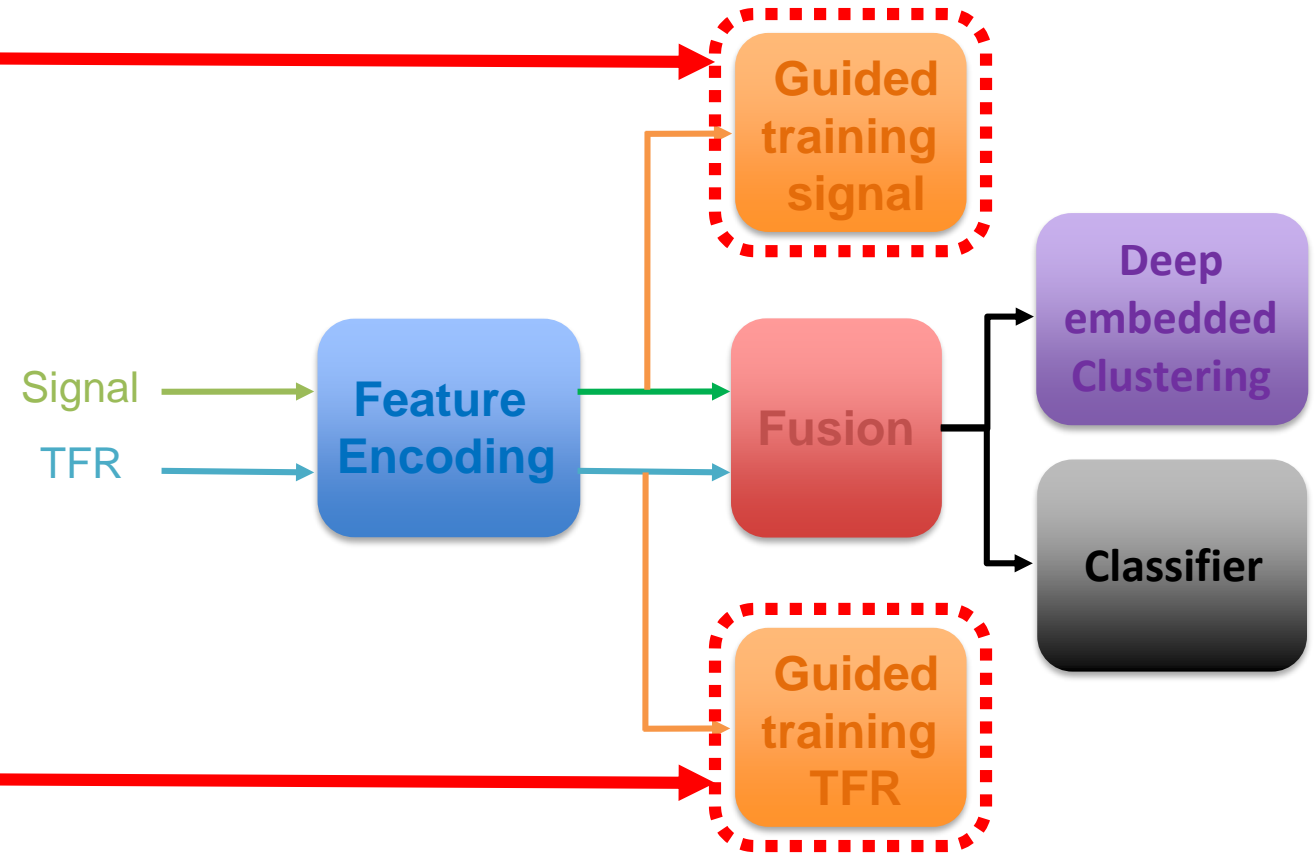 Guided
training
signal
Deep
embedded
Clustering
Signal
TFR
Feature
Encoding
Fusion
Classifier
Guided
training
TFR